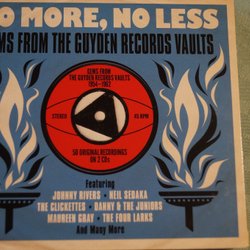 O MORE, NO LESS
EMS FROM THE GUYDEN RECORDS VAULTS
GEMS FROM
THE GUYDEN
RECORDS VAULTS
1954-1962
STEREO
45 RPM
50 ORIGINAL RECORDINGS
ON 2 CDs
Featuring
JOHNNY RIVERS • NEIL SEDAKA
THE CLICKETTES • DANNY & THE JUNIORS
MAUREEN GRAY • THE FOUR LARKS
And Many More